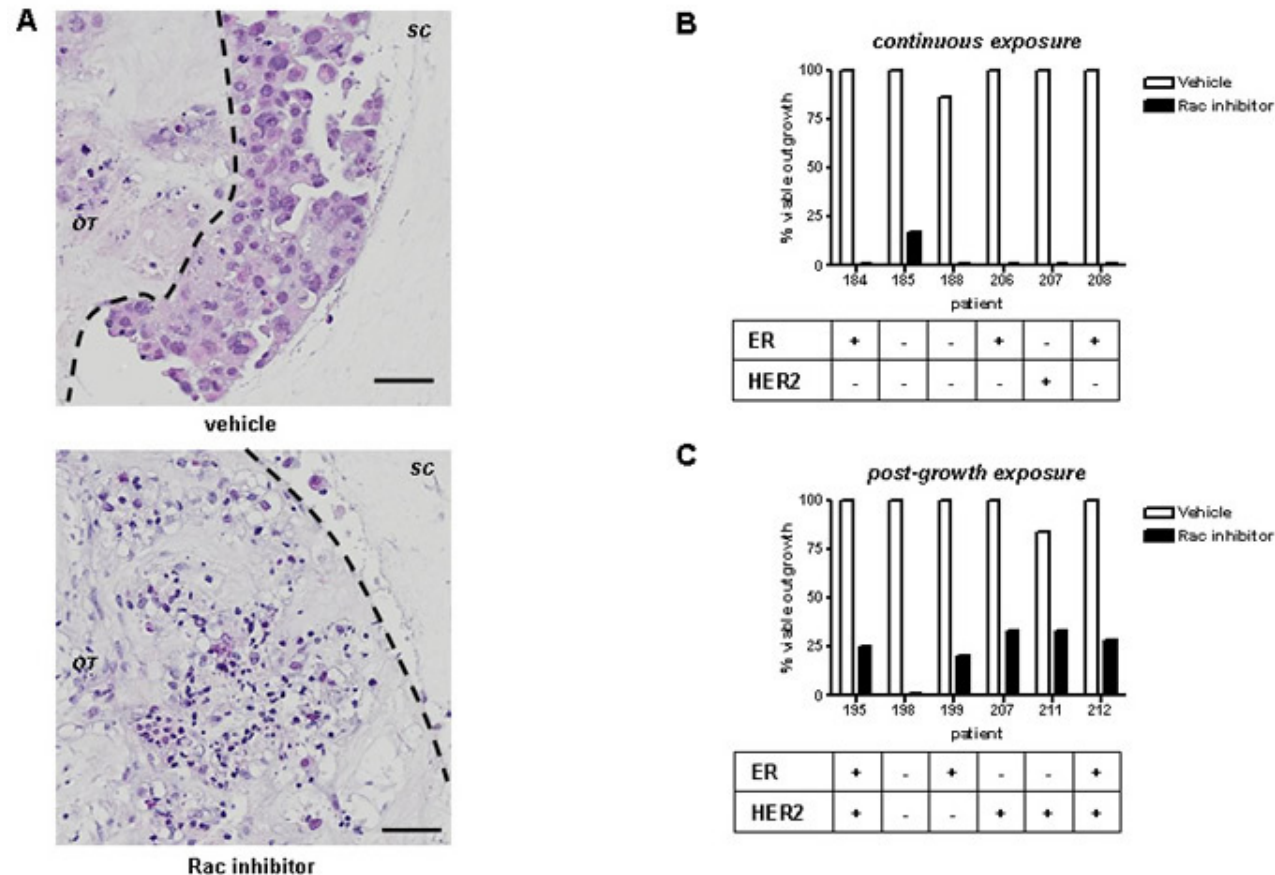 A
SC
OT
vehicle
SC
OT
Rac inhibitor
B
continuous exposure
Vehicle
Rac inhibitor
% viable outgrowth
100
75
50
25
0
184 185 188 206 207 208
patient
ER + - - + - +
HER2 - - - - + -
C
post-growth exposure
Vehicle
Rac inhibitor
% viable outgrowth
100
75
50
25
0
195 198 199 207 211 212
patient
ER + - + - - +
HER2 + - - + + +